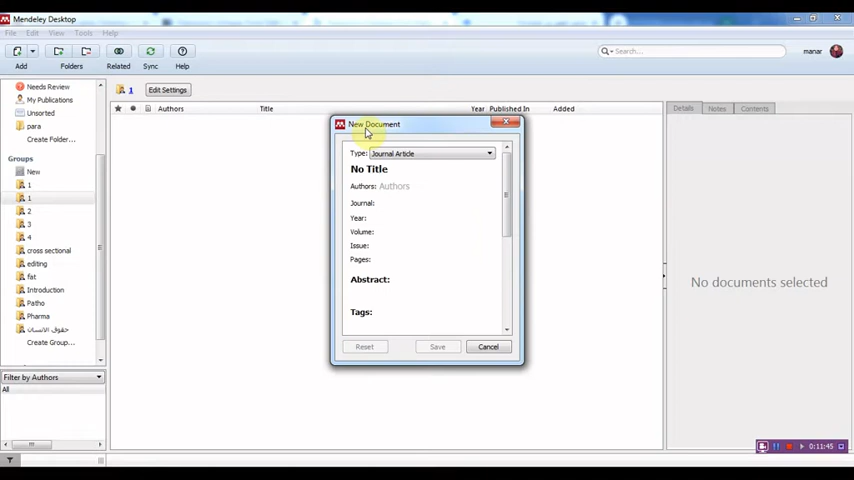 Mendeley Desktop
File Edit View Tools Help
Add Folders Related Sync Help
Search...
manar
Needs Review
My Publications
Unsorted
para
Create Folder...
Groups
New
1
1
2
3
4
cross sectional
editing
fat
Introduction
Patho
Pharma
حقوق الانسان
Create Group...
Filter by Authors
All
1 Edit Settings
Authors Title Year Published In Added
New Document
Type: Journal Article
No Title
Authors: Authors
Journal:
Year:
Volume:
Issue:
Pages:
Abstract:
Tags:
Reset Save Cancel
Details Notes Contents
No documents selected
0:11:45